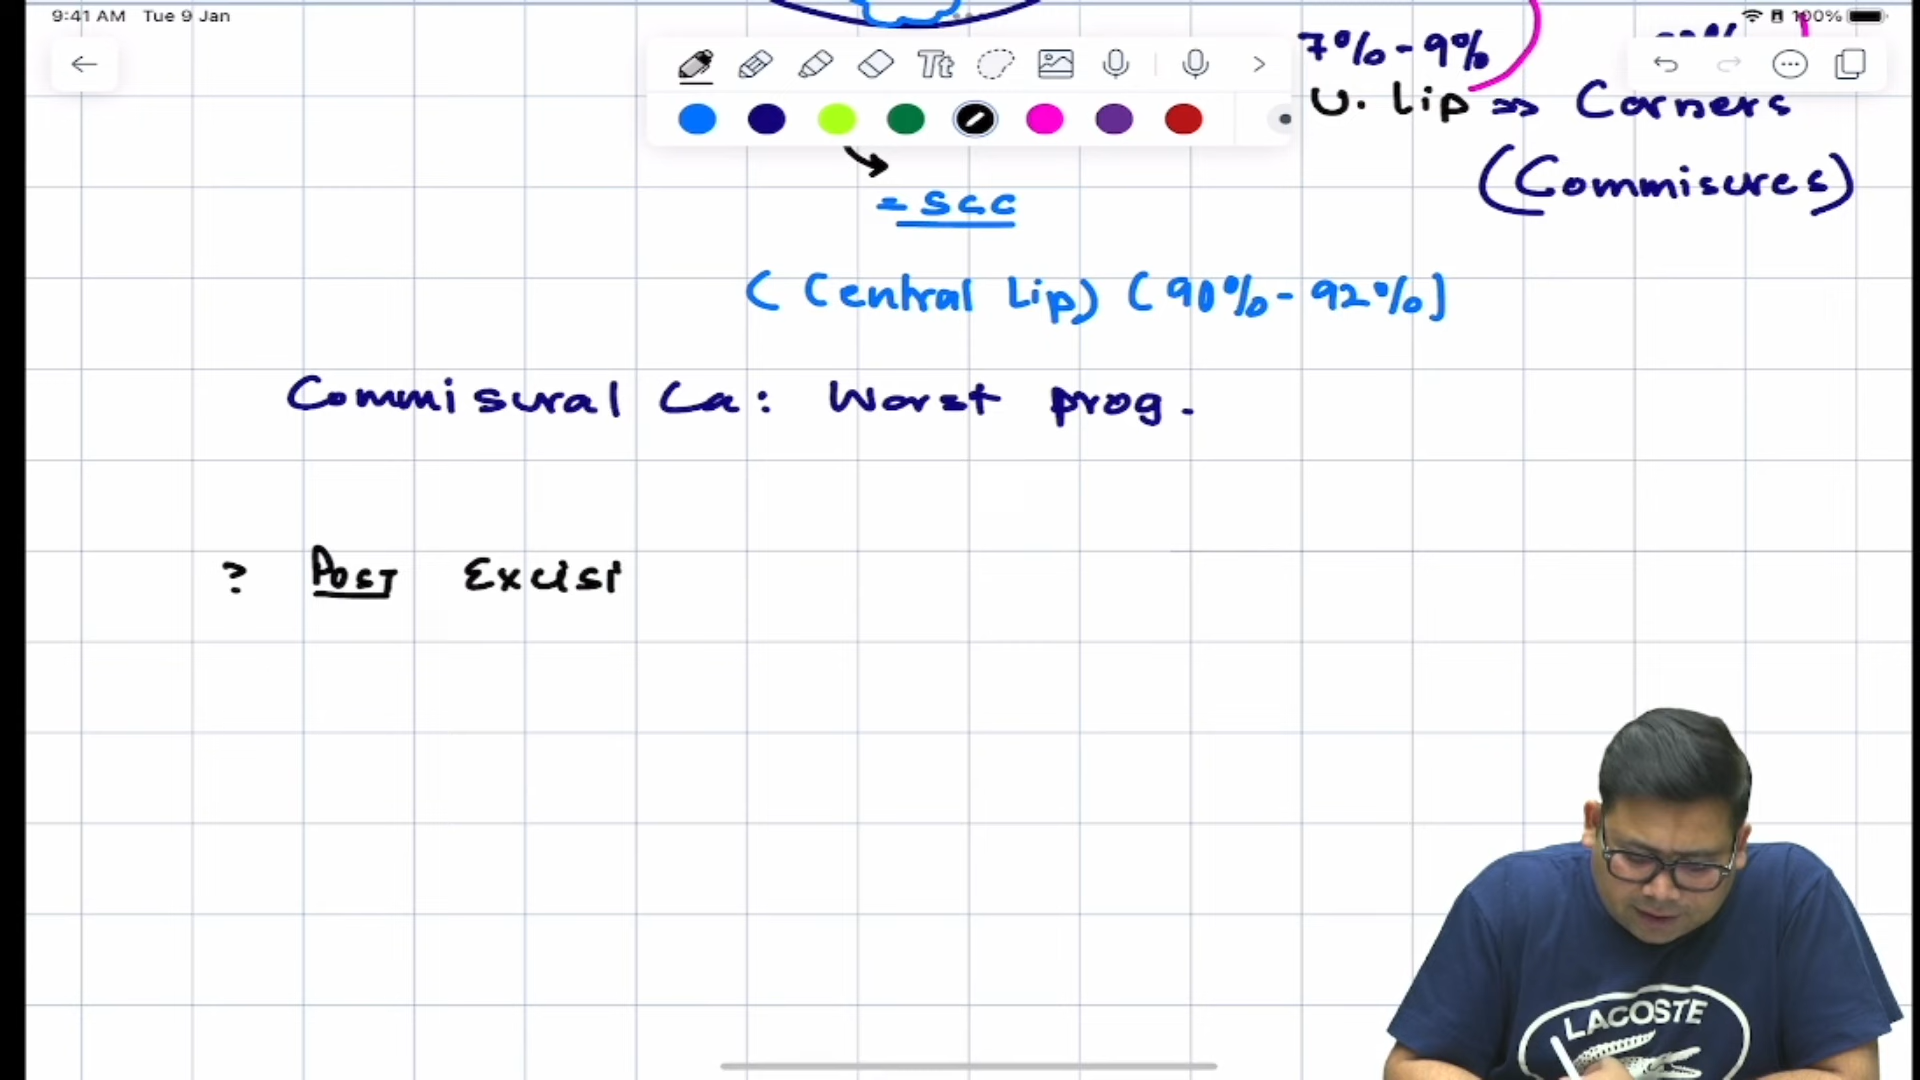 9:41 AM Tue 9 Jan 100%
7%-9%
U. Lip => Corners
(Commisures)
= SCC
(Central Lip) (90%-92%)
Commisural Ca: Worst prog.
? Post Excisi
Tt
LACOSTE